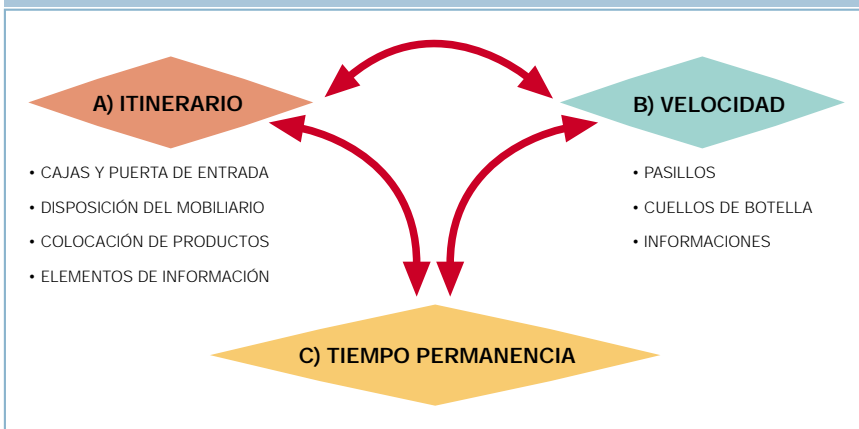 A) ITINERARIO
• CAJAS Y PUERTA DE ENTRADA
• DISPOSICIÓN DEL MOBILIARIO
• COLOCACIÓN DE PRODUCTOS
• ELEMENTOS DE INFORMACIÓN
B) VELOCIDAD
• PASILLOS
• CUELLOS DE BOTELLA
• INFORMACIONES
C) TIEMPO PERMANENCIA